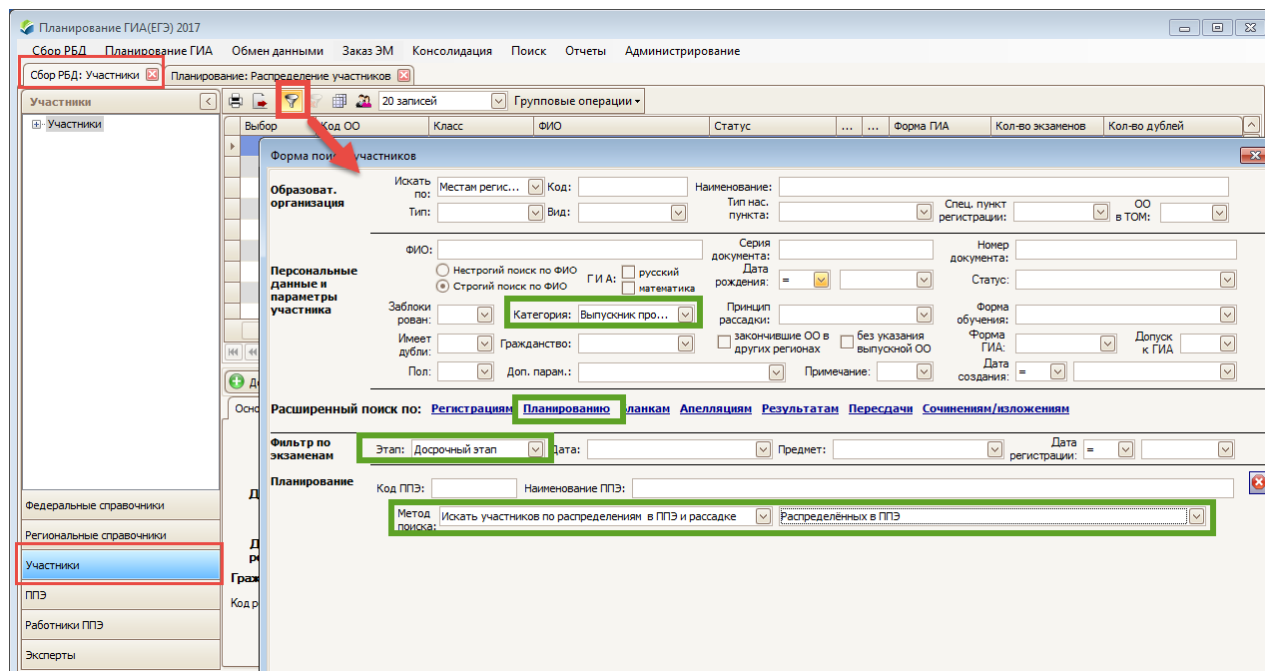 Планирование ГИА(ЕГЭ) 2017
Сбор РБД Планирование ГИА Обмен данными Заказ ЭМ Консолидация Поиск Отчеты Администрирование
Сбор РБД: Участники Планирование: Распределение участников
Участники 20 записей Групповые операции
Участники
Выбор Код ОО Класс ФИО Статус ... ... Форма ГИА Кол-во экзаменов Кол-во дублей
Форма участников
Образоват. организация
Искать по: Местам регис... Код: Наименование:
Тип: Вид: Тип нас. пункта: Спец. пункт регистрации: ОО в ТОМ:
ФИО: Серия документа: Номер документа:
Персональные данные и параметры участника
Нестрогий поиск по ФИО
Строгий поиск по ФИО
Г И А: русский
математика
Дата рождения: = Статус:
Заблоки рован: Категория: Выпускник про... Принцип рассадки: Форма обучения:
Имеет дубли: Гражданство: закончившие ОО в других регионах без указания выпускной ОО Форма ГИА: Допуск к ГИА
Пол: Доп. парам.: Примечание: Дата создания: =
Расширенный поиск по: Регистрациям Планированию Апелляциям Результатам Пересдачи Сочинениям/изложениям
Фильтр по экзаменам
Этап: Досрочный этап Дата: Предмет: Дата регистрации: =
Планирование
Код ППЭ: Наименование ППЭ:
Метод поиска: Искать участников по распределениям в ППЭ и рассадке Распределённых в ППЭ
Федеральные справочники
Региональные справочники
Участники
ППЭ
Код р
Работники ППЭ
Эксперты